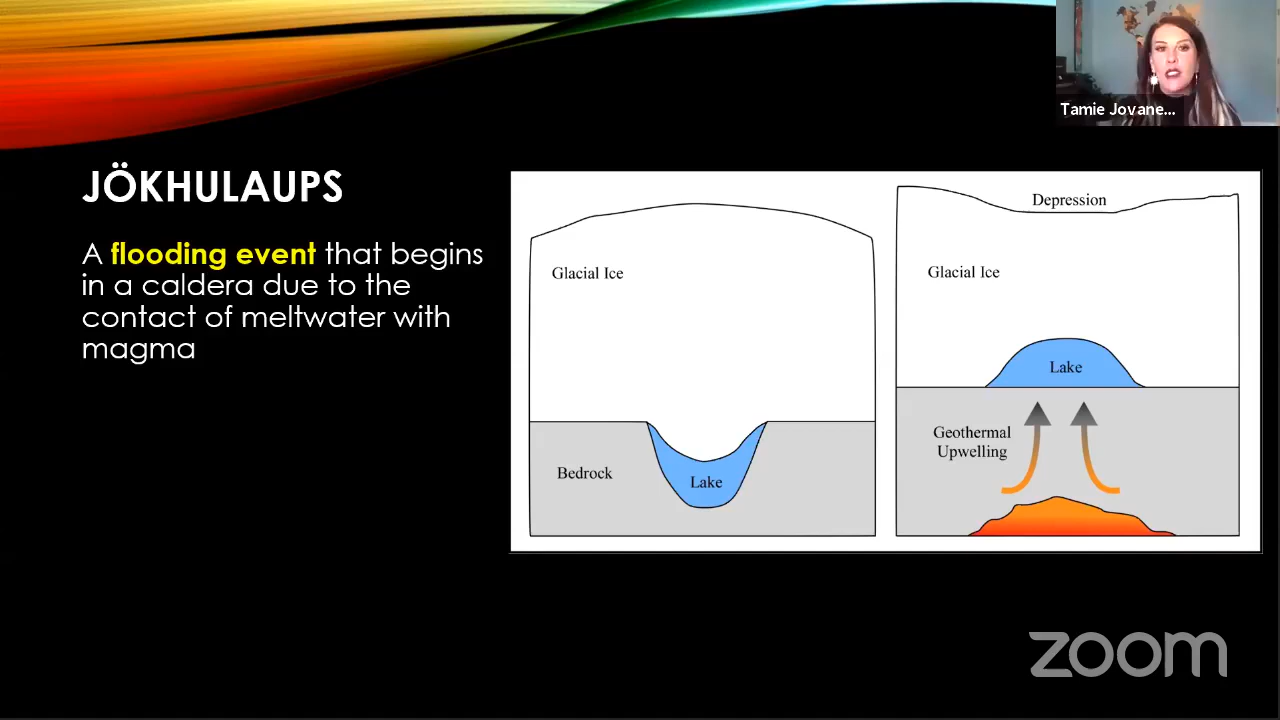 Tamie Jovane...
JÖKHULAUPS
A flooding event that begins
in a caldera due to the
contact of meltwater with
magma
Glacial Ice
Bedrock
Lake
Depression
Glacial Ice
Lake
Geothermal
Upwelling
zoom